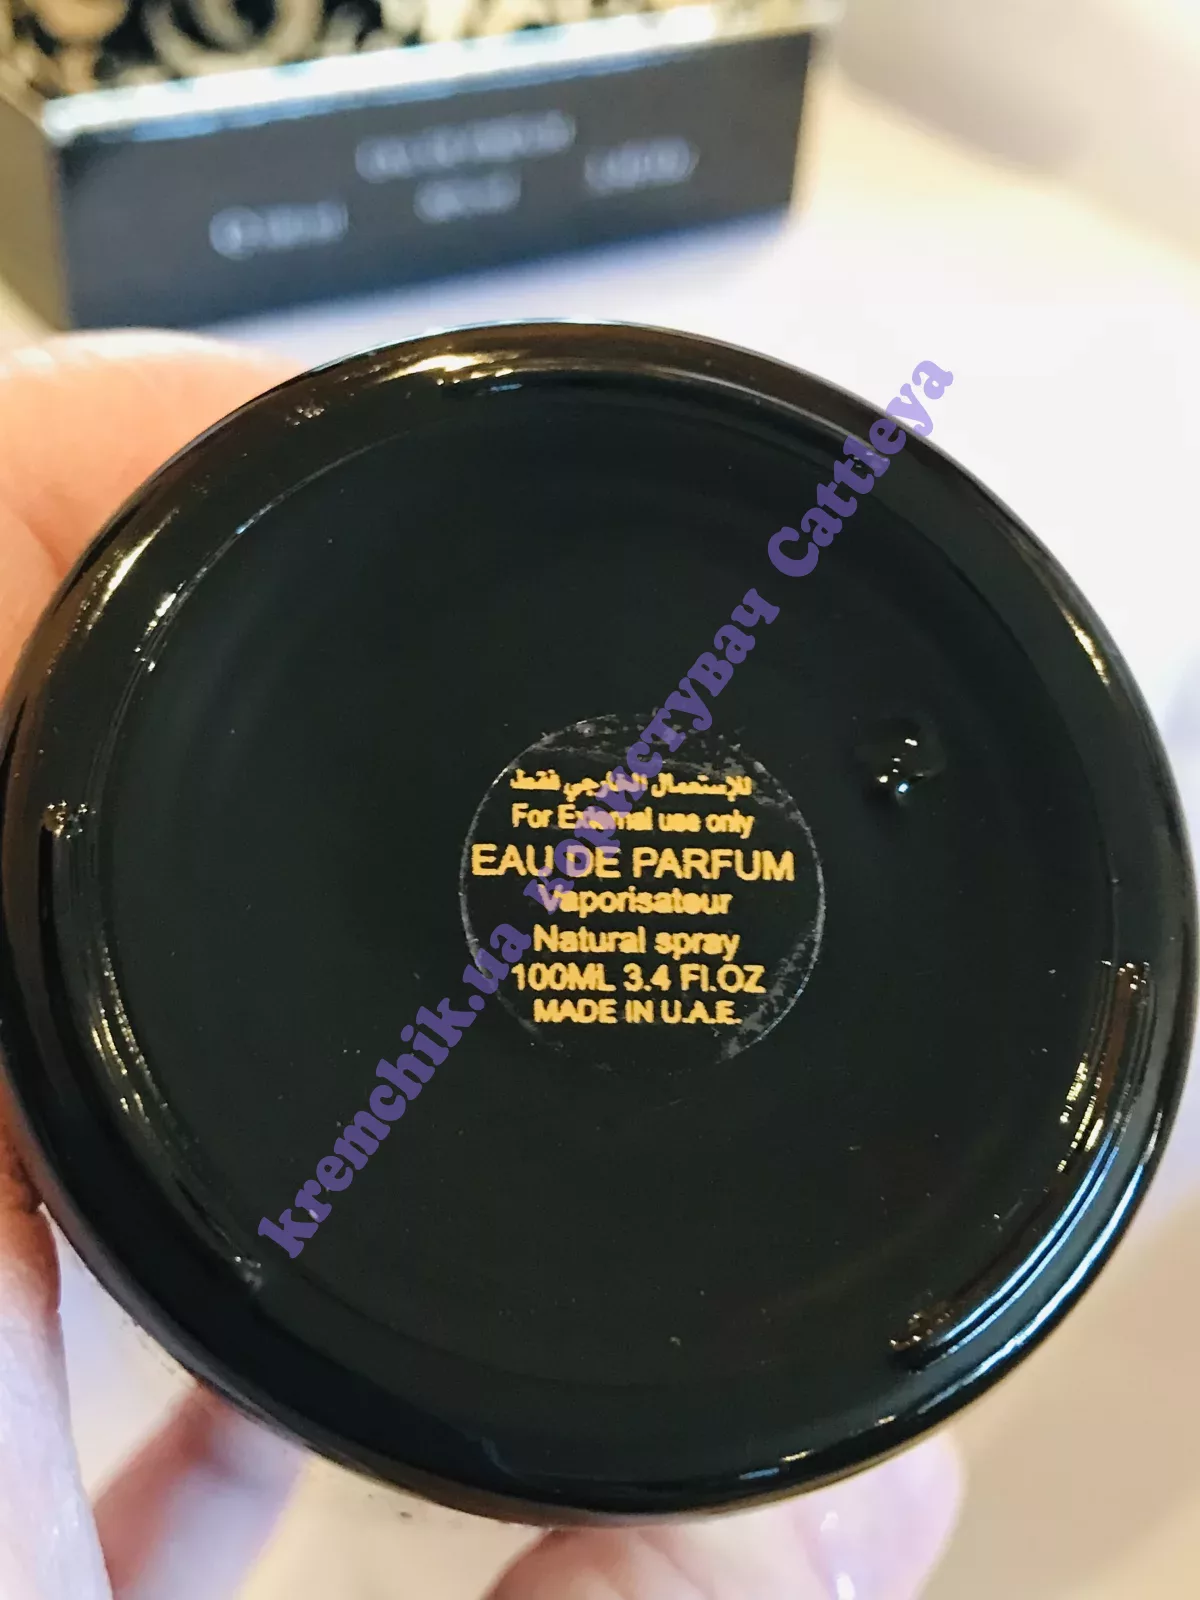 للإستعمال الخارجي فقط
For External use only
EAU DE PARFUM
Vaporisateur
Natural spray
100ML 3.4 Fl.OZ
MADE IN U.A.E.
kremchik.ua користувач Cattleya